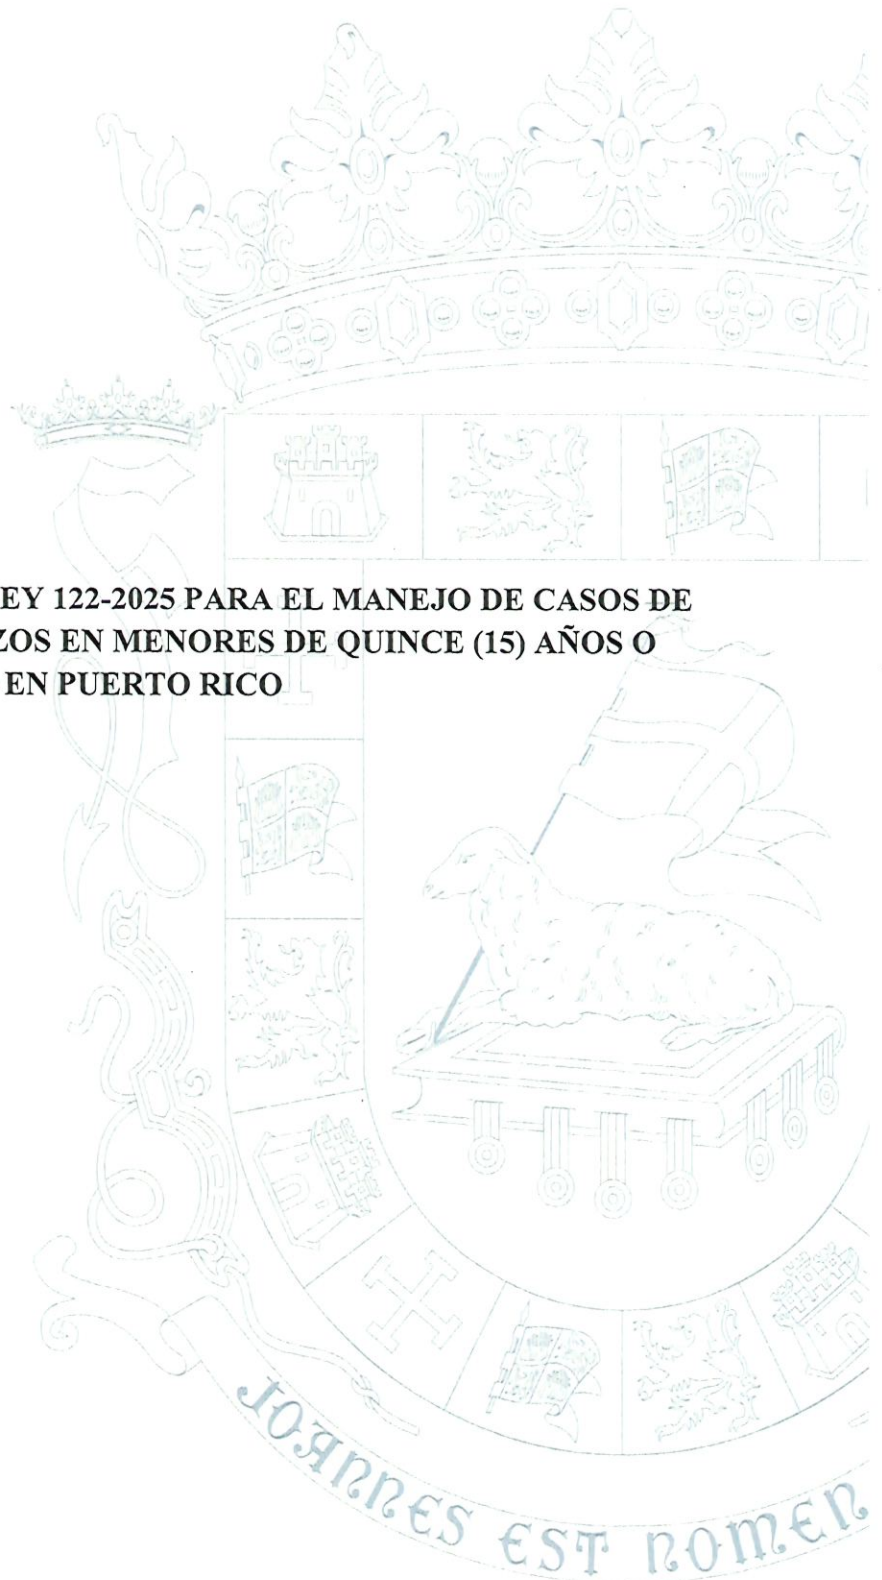 EY 122-2025 PARA EL MANEJO DE CASOS DE
ZOS EN MENORES DE QUINCE (15) AÑOS O
EN PUERTO RICO
JOANNES EST NOMEN